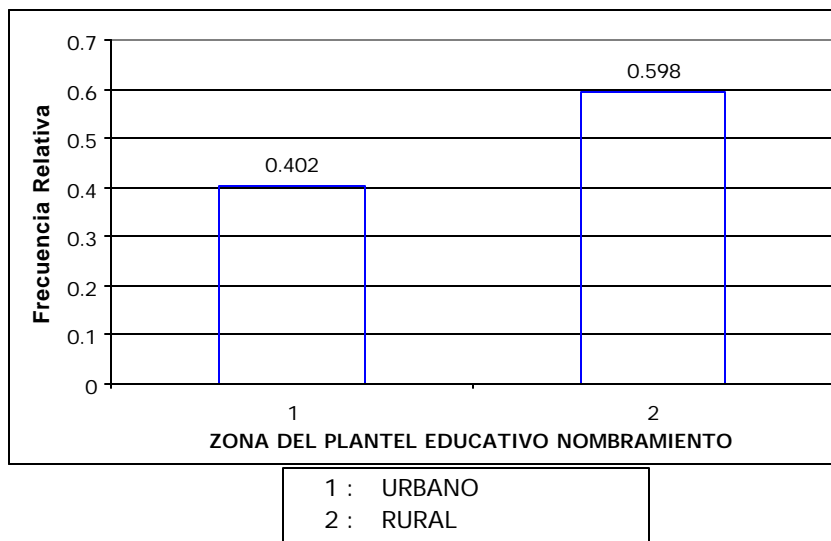 0.7
0.6
0.5
0.4
0.3
0.2
0.1
0
Frecuencia Relativa
0.402
0.598
1 2
ZONA DEL PLANTEL EDUCATIVO NOMBRAMIENTO
1 : URBANO
2 : RURAL